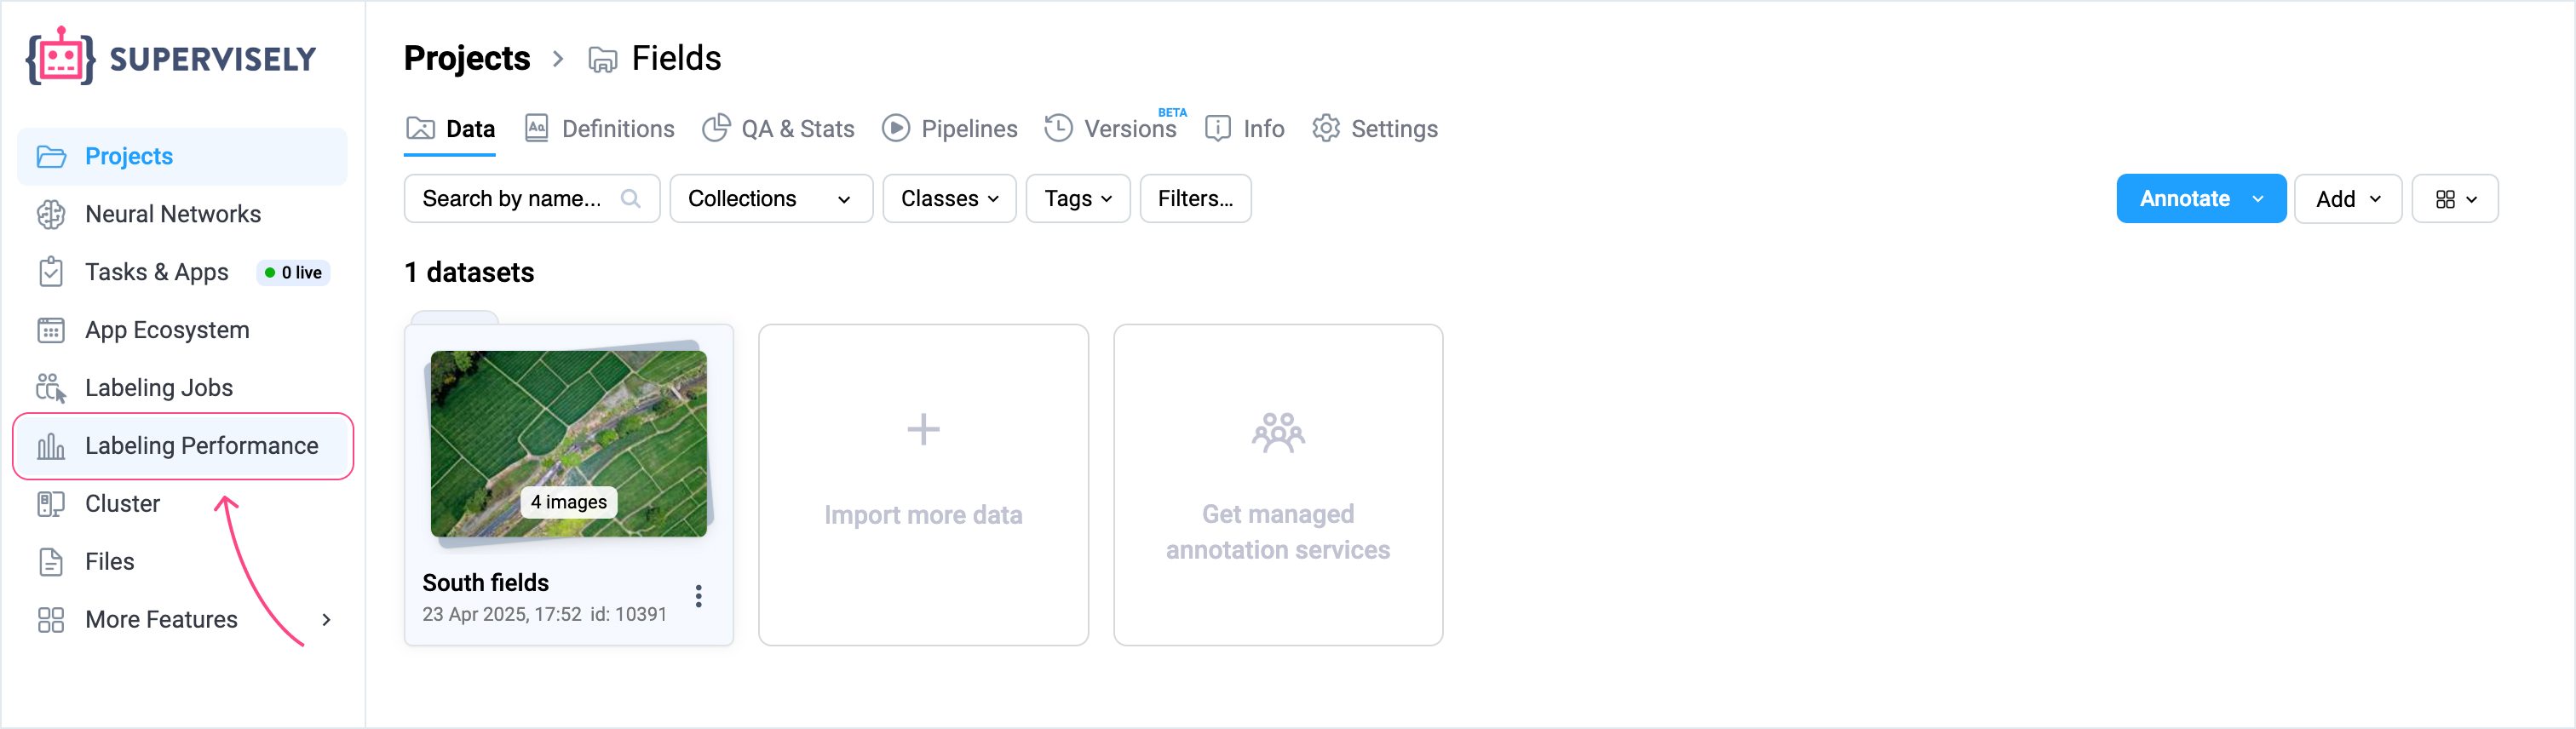 SUPERVISELY
Projects
Neural Networks
Tasks & Apps
0 live
App Ecosystem
Labeling Jobs
Labeling Performance
Cluster
Files
More Features
Projects > Fields
Data
Definitions
QA & Stats
Pipelines
Versions
BETA
Info
Settings
Search by name...
Collections
Classes
Tags
Filters...
Annotate
Add
1 datasets
4 images
South fields
23 Apr 2025, 17:52 id: 10391
Import more data
Get managed
annotation services